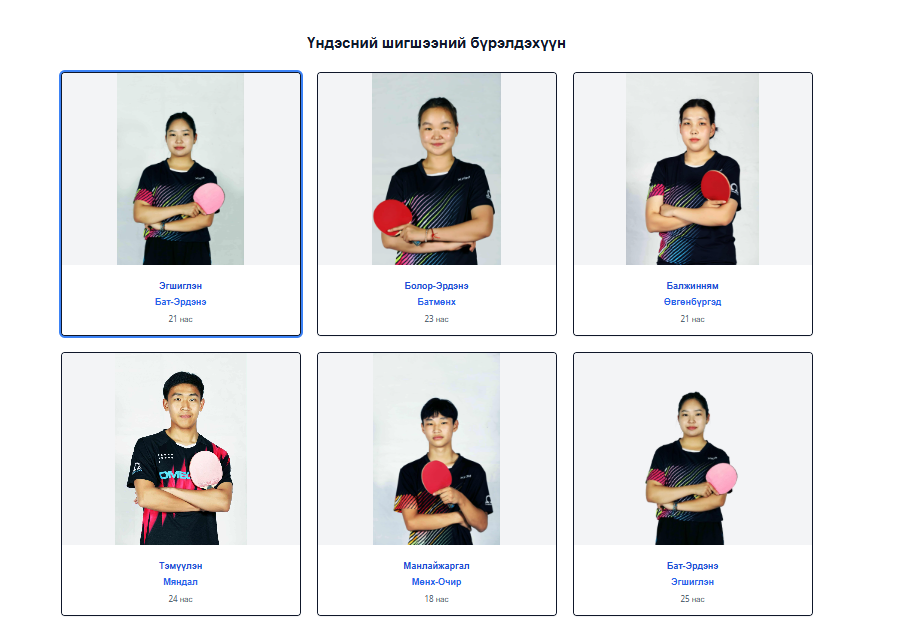 Үндэсний шигшээний бүрэлдэхүүн
Эгшиглэн
Бат-Эрдэнэ
21 нас
Болор-Эрдэнэ
Батмөнх
23 нас
Балжинням
Өвгөнбүргэд
21 нас
Тэмүүлэн
Мяндал
24 нас
Манлайжаргал
Мөнх-Очир
18 нас
Бат-Эрдэнэ
Эгшиглэн
25 нас